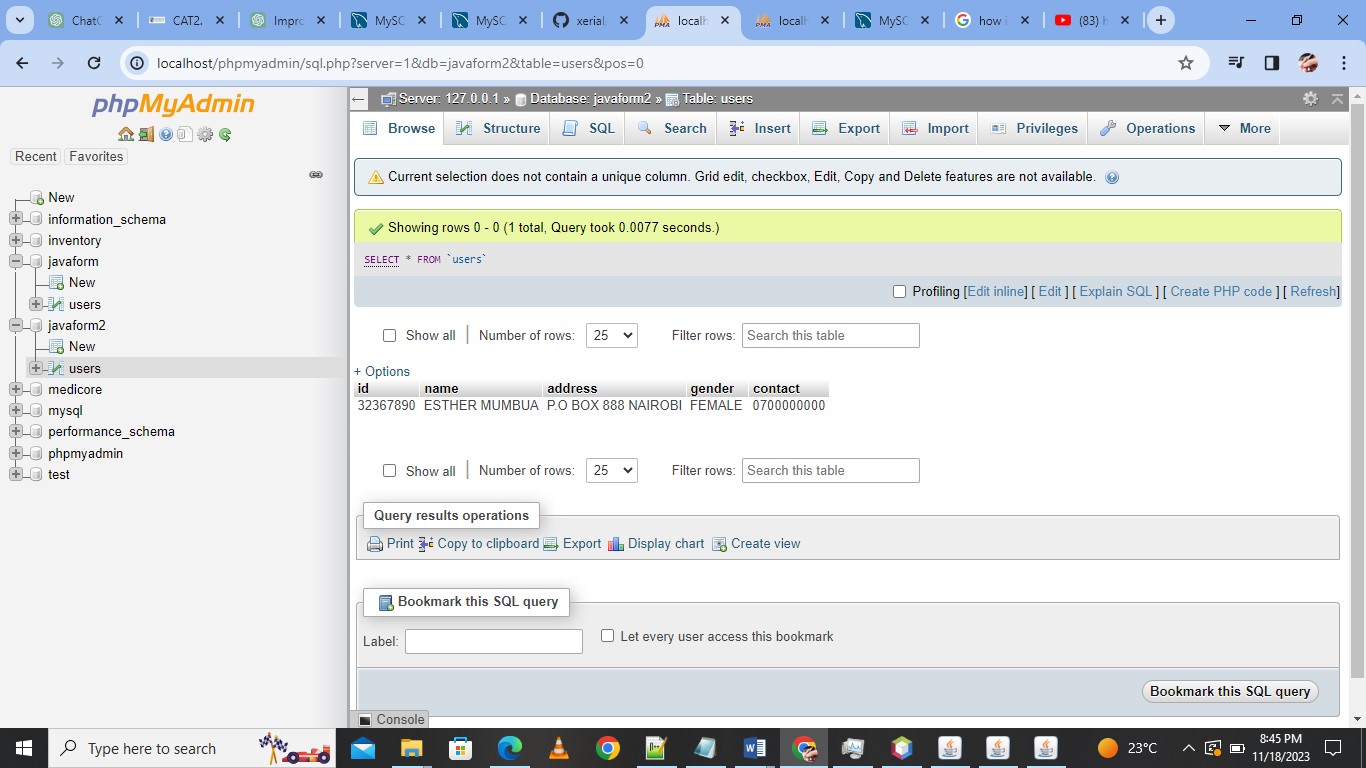 ChatG
CAT2.
Impro
MySC
MySC
xerial
localh
localh
MySC
how i
(83) h
localhost/phpmyadmin/sql.php?server=1&db=javaform2&table=users&pos=0
phpMyAdmin
Recent Favorites
New
information_schema
inventory
javaform
New
users
javaform2
New
users
medicore
mysql
performance_schema
phpmyadmin
test
Server: 127.0.0.1 » Database: javaform2 » Table: users
Browse Structure SQL Search Insert Export Import Privileges Operations More
Current selection does not contain a unique column. Grid edit, checkbox, Edit, Copy and Delete features are not available.
Showing rows 0 - 0 (1 total, Query took 0.0077 seconds.)
SELECT * FROM `users`
Profiling [Edit inline] [ Edit ] [ Explain SQL ] [ Create PHP code ] [ Refresh]
Show all | Number of rows: 25 Filter rows: Search this table
+ Options
id name address gender contact
32367890 ESTHER MUMBUA P.O BOX 888 NAIROBI FEMALE 0700000000
Show all | Number of rows: 25 Filter rows: Search this table
Query results operations
Print Copy to clipboard Export Display chart Create view
Bookmark this SQL query
Label: Let every user access this bookmark
Bookmark this SQL query
Console
Type here to search
23°C
8:45 PM
11/18/2023